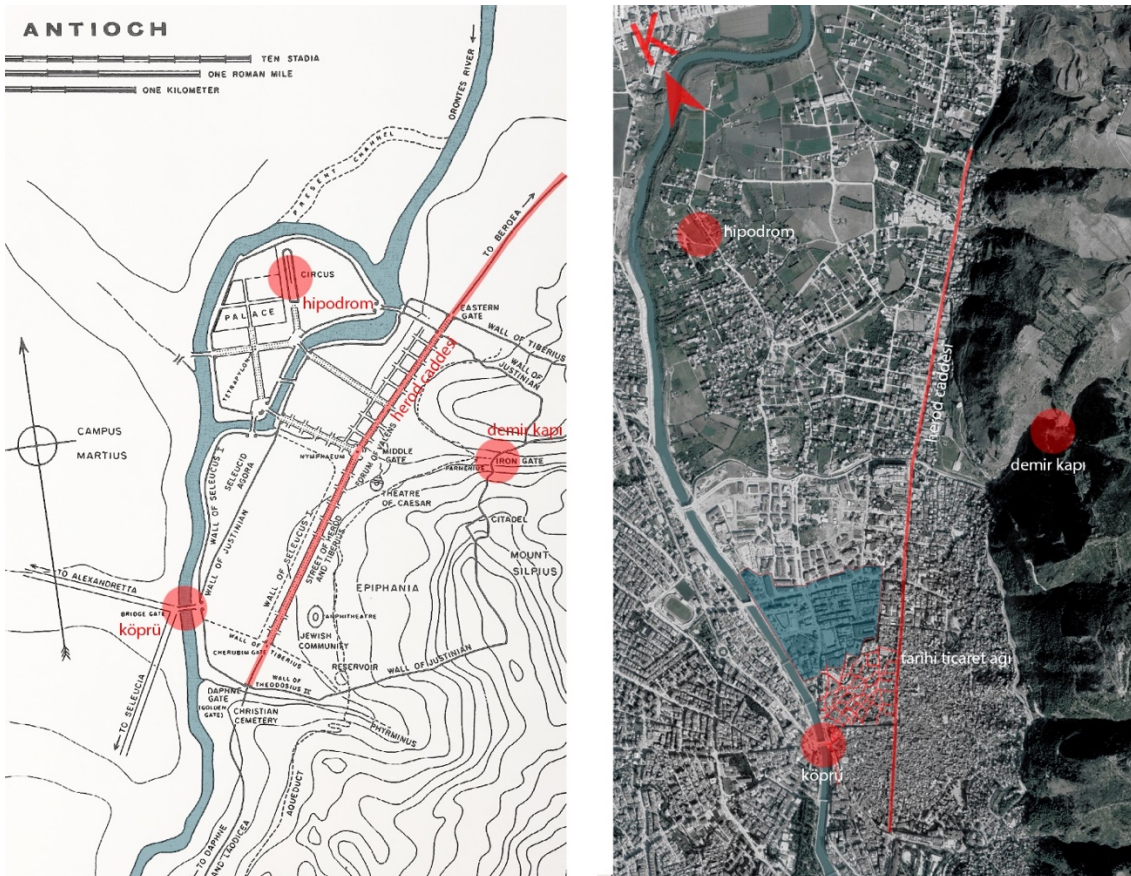 ANTIOCH
TEN STADIA
ONE ROMAN MILE
ONE KILOMETER
ORONTES RIVER
PRESENT CHANNEL
TO BEROEA
CIRCUS
hipodrom
PALACE
EASTERN
GATE
WALL OF TIBERIUS
WALL OF
JUSTINIAN
TETRAPYLON
herod caddesi
demir kapı
CAMPUS
MARTIUS
NYMPHAEUM
FORUM OF VALENS
MIDDLE
GATE
IRON GATE
PARMENIUS
THEATRE
OF CAESAR
WALL OF SELEUCUS I
SELEUCID
AGORA
WALL OF JUSTINIAN
CITADEL
MOUNT
SILPIUS
WALL OF SELEUCUS I
STREET OF HEROD
AND TIBERIUS
EPIPHANIA
TO ALEXANDRETTA
BRIDGE GATE
köprü
AMPHITHEATRE
JEWISH
COMMUNITY
WALL OF TIBERIUS
CHERUBIM GATE
RESERVOIR
WALL OF JUSTINIAN
WALL OF
THEODOSIUS II
DAPHNE
GATE
(GOLDEN
GATE)
CHRISTIAN
CEMETERY
PHYRMINUS
TO SELEUCIA
AQUEDUCT
TO DAPHNE
AND LAODICEA
K
hipodrom
herod caddesi
demir kapı
tarihi ticaret ağı
köprü